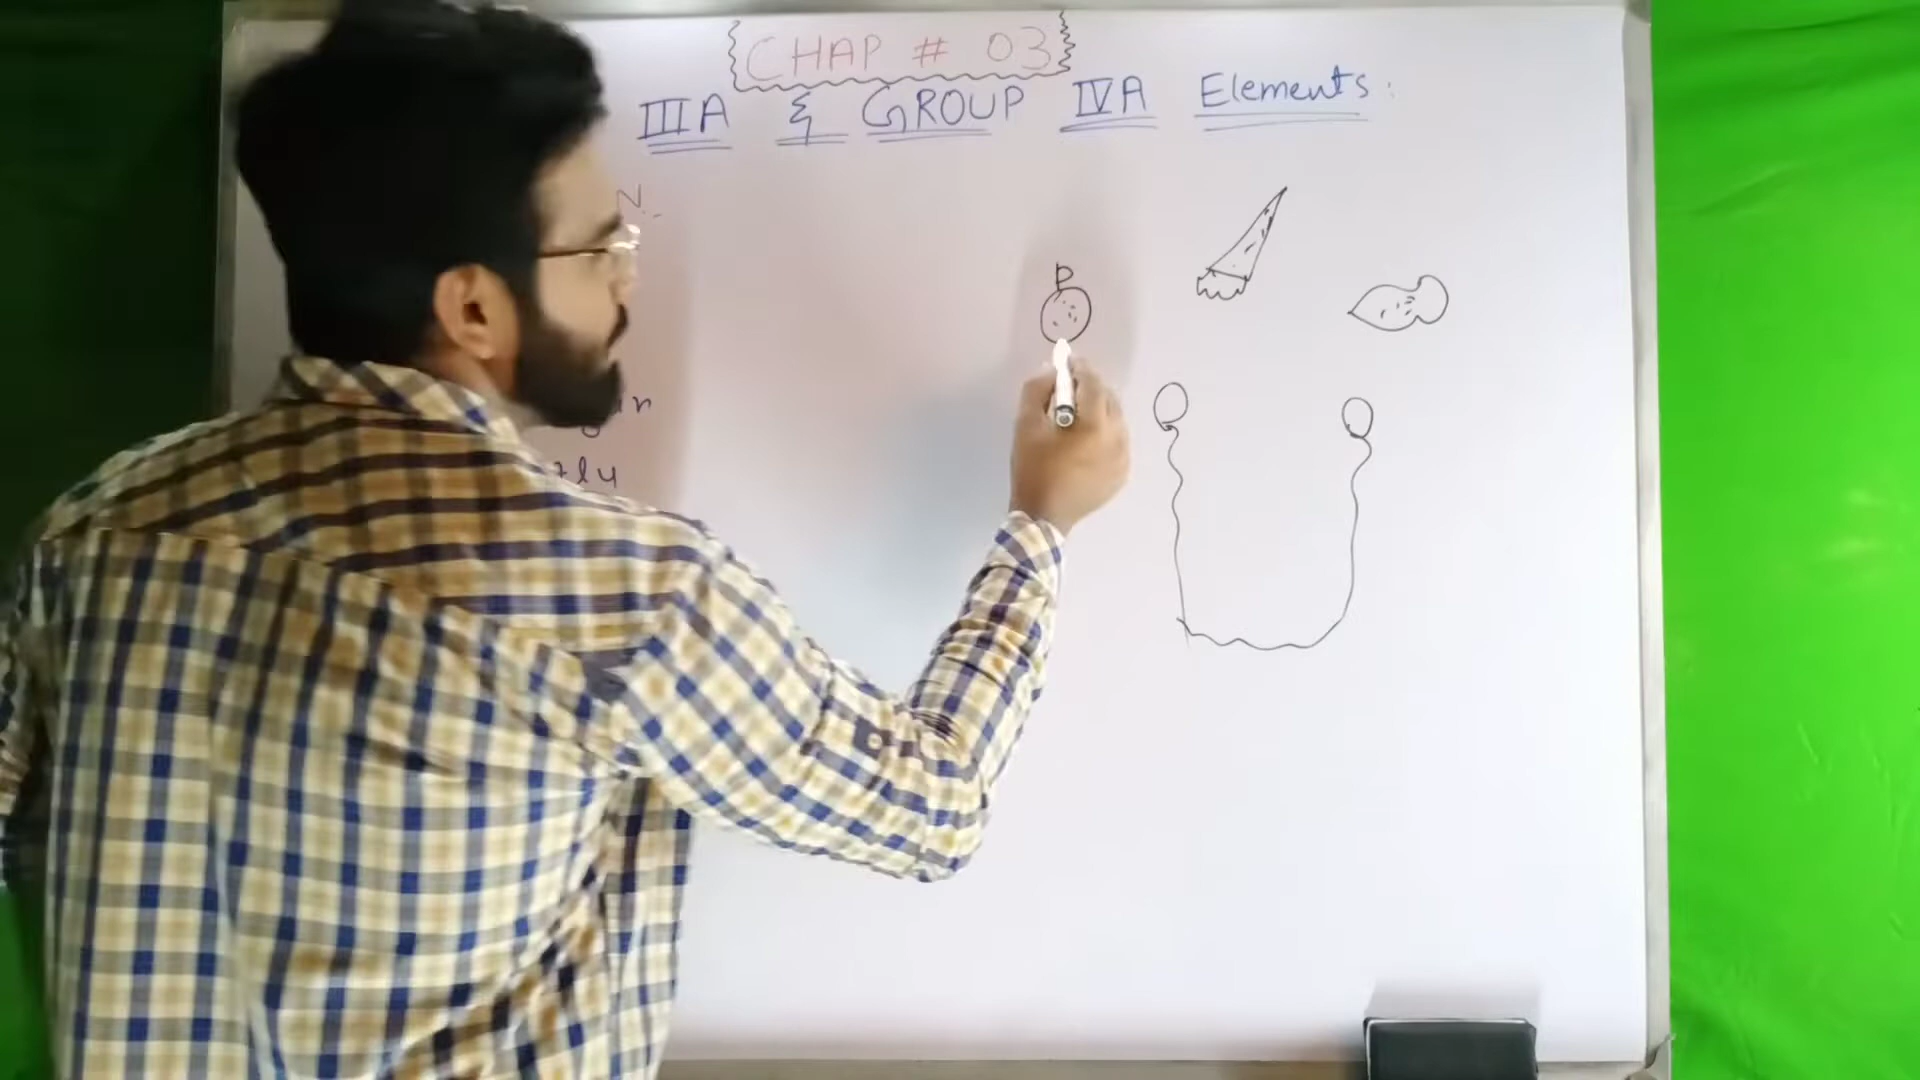 CHAP # 03
IIIA & GROUP IVA Elements:
N.
B